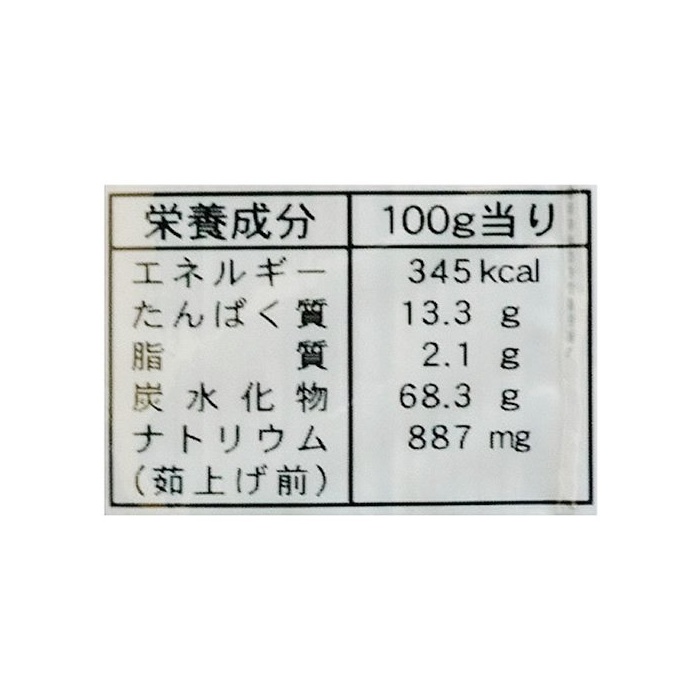 栄養成分 100g当り
エネルギー 345kcal
たんぱく質 13.3 g
脂質 2.1 g
炭水化物 68.3 g
ナトリウム 887 mg
(茹上げ前)